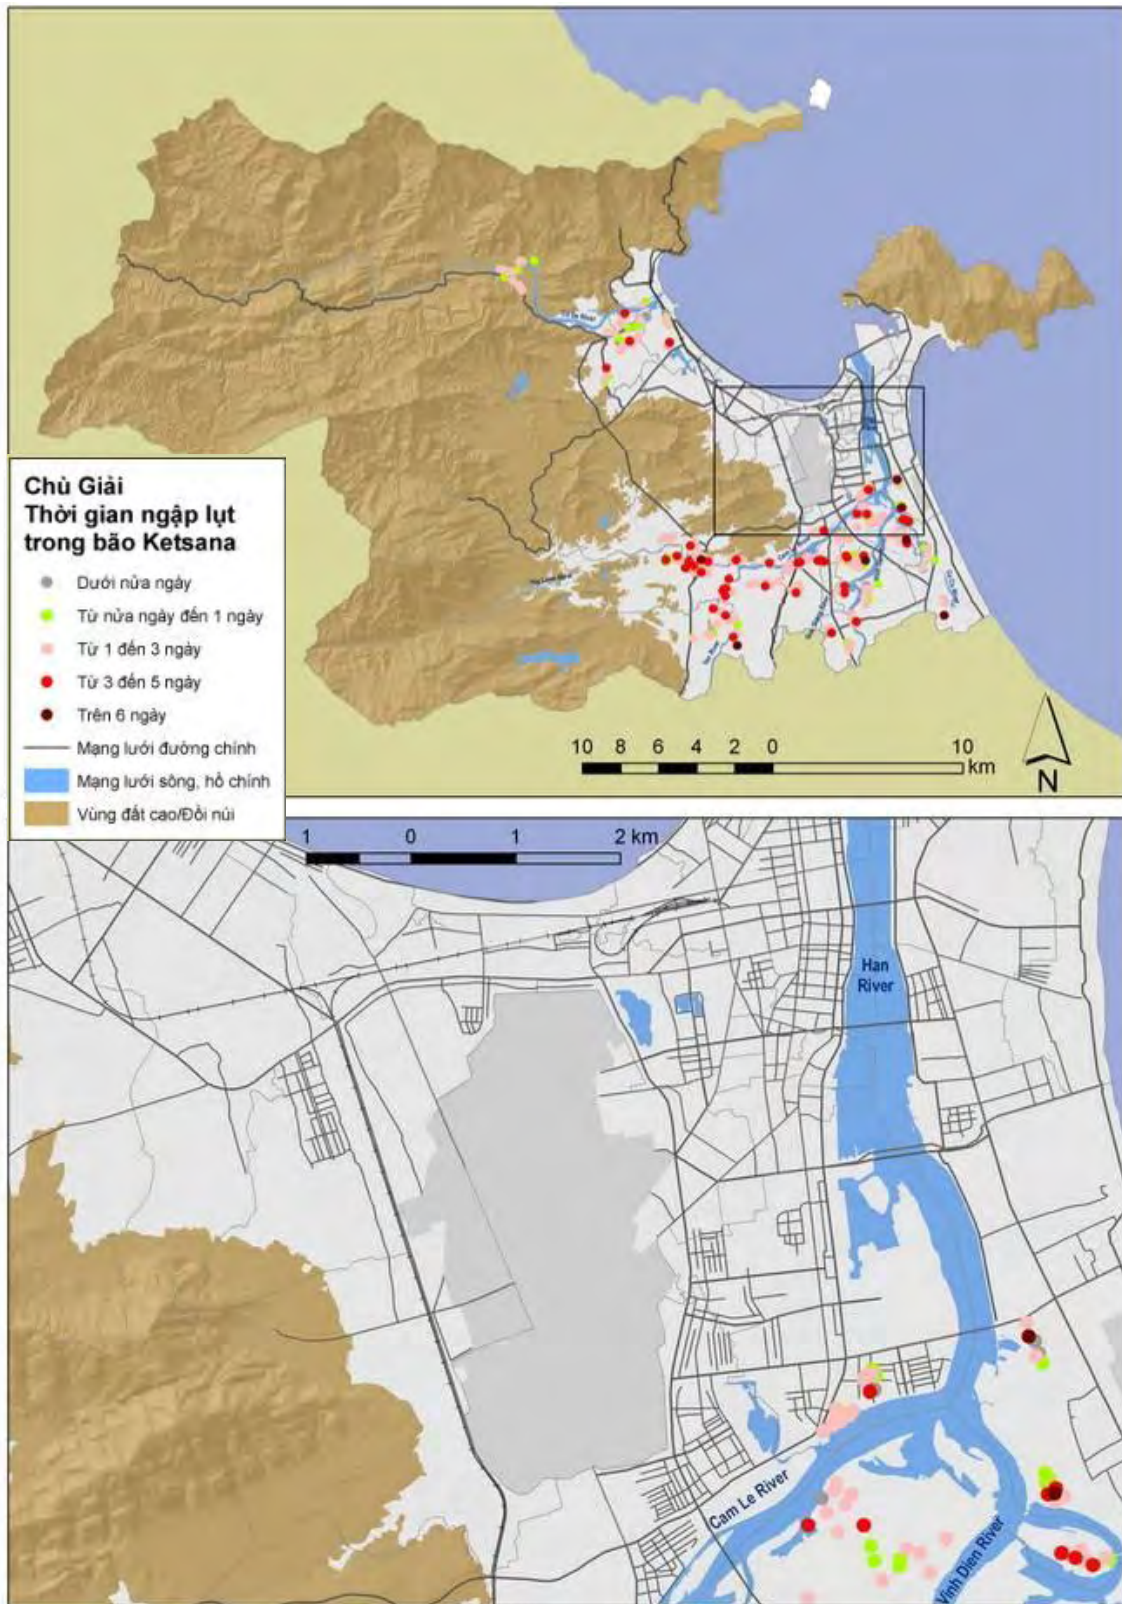 Chù Giải
Thời gian ngập lụt
trong bão Ketsana
Dưới nửa ngày
Từ nửa ngày đến 1 ngày
Từ 1 đến 3 ngày
Từ 3 đến 5 ngày
Trên 6 ngày
Mạng lưới đường chính
Mạng lưới sông, hồ chính
Vùng đất cao/Đồi núi
10 8 6 4 2 0 10
km
N
1 0 1 2 km
Han
River
Cam Le River
Vinh Dien River